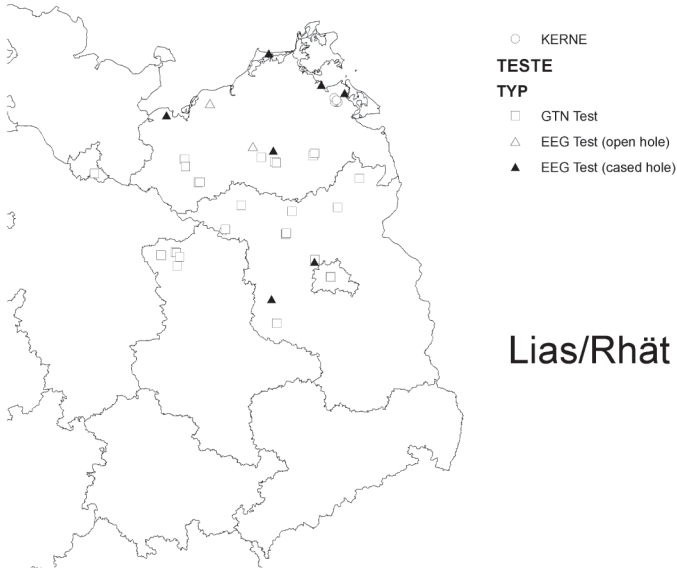 KERNE
TESTE
TYP
GTN Test
EEG Test (open hole)
EEG Test (cased hole)
Lias/Rhät